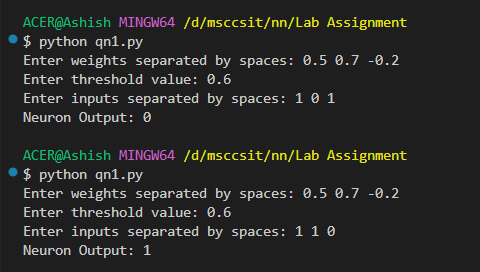 ACER@Ashish MINGW64 /d/msccsit/nn/Lab Assignment
$ python qn1.py
Enter weights separated by spaces: 0.5 0.7 -0.2
Enter threshold value: 0.6
Enter inputs separated by spaces: 1 0 1
Neuron Output: 0
ACER@Ashish MINGW64 /d/msccsit/nn/Lab Assignment
$ python qn1.py
Enter weights separated by spaces: 0.5 0.7 -0.2
Enter threshold value: 0.6
Enter inputs separated by spaces: 1 1 0
Neuron Output: 1